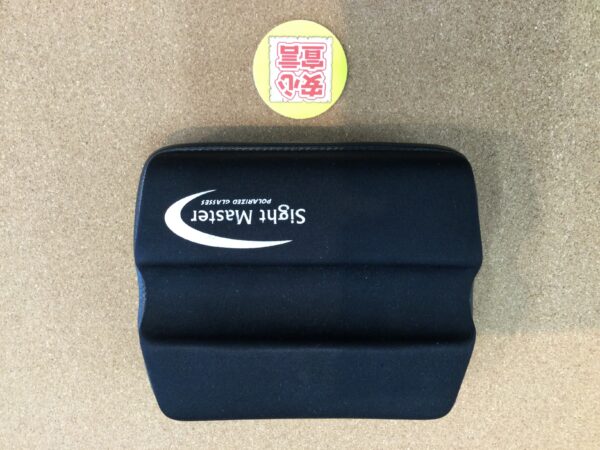 Sight Master
POLARIZED GLASSES
安心
宣言